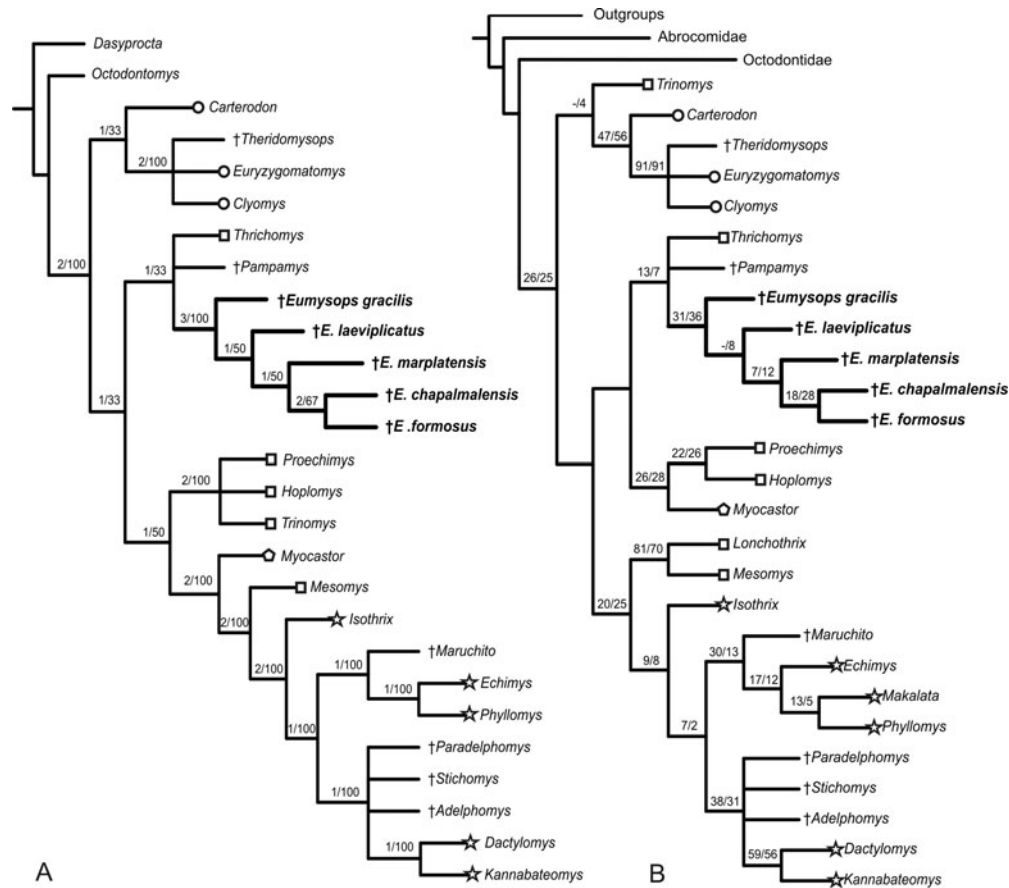 Dasyprocta
Octodontomys
Carterodon
1/33
†Theridomysops
2/100
Euryzygomatomys
Clyomys
2/100
Thrichomys
1/33
†Pampamys
†Eumysops gracilis
3/100
†E. laeviplicatus
1/50
†E. marplatensis
1/50
†E. chapalmalensis
2/67
†E .formosus
1/33
Proechimys
2/100
Hoplomys
Trinomys
1/50
Myocastor
2/100
Mesomys
2/100
Isothrix
2/100
†Maruchito
1/100
Echimys
1/100
Phyllomys
1/100
†Paradelphomys
†Stichomys
1/100
†Adelphomys
Dactylomys
1/100
Kannabateomys
A
Outgroups
Abrocomidae
Octodontidae
Trinomys
-/4
Carterodon
47/56
†Theridomysops
91/91
Euryzygomatomys
Clyomys
26/25
Thrichomys
13/7
†Pampamys
†Eumysops gracilis
31/36
†E. laeviplicatus
-/8
†E. marplatensis
7/12
†E. chapalmalensis
18/28
†E. formosus
Proechimys
22/26
Hoplomys
26/28
Myocastor
Lonchothrix
81/70
Mesomys
20/25
Isothrix
9/8
†Maruchito
30/13
Echimys
17/12
Makalata
13/5
Phyllomys
7/2
†Paradelphomys
†Stichomys
38/31
†Adelphomys
Dactylomys
59/56
Kannabateomys
B